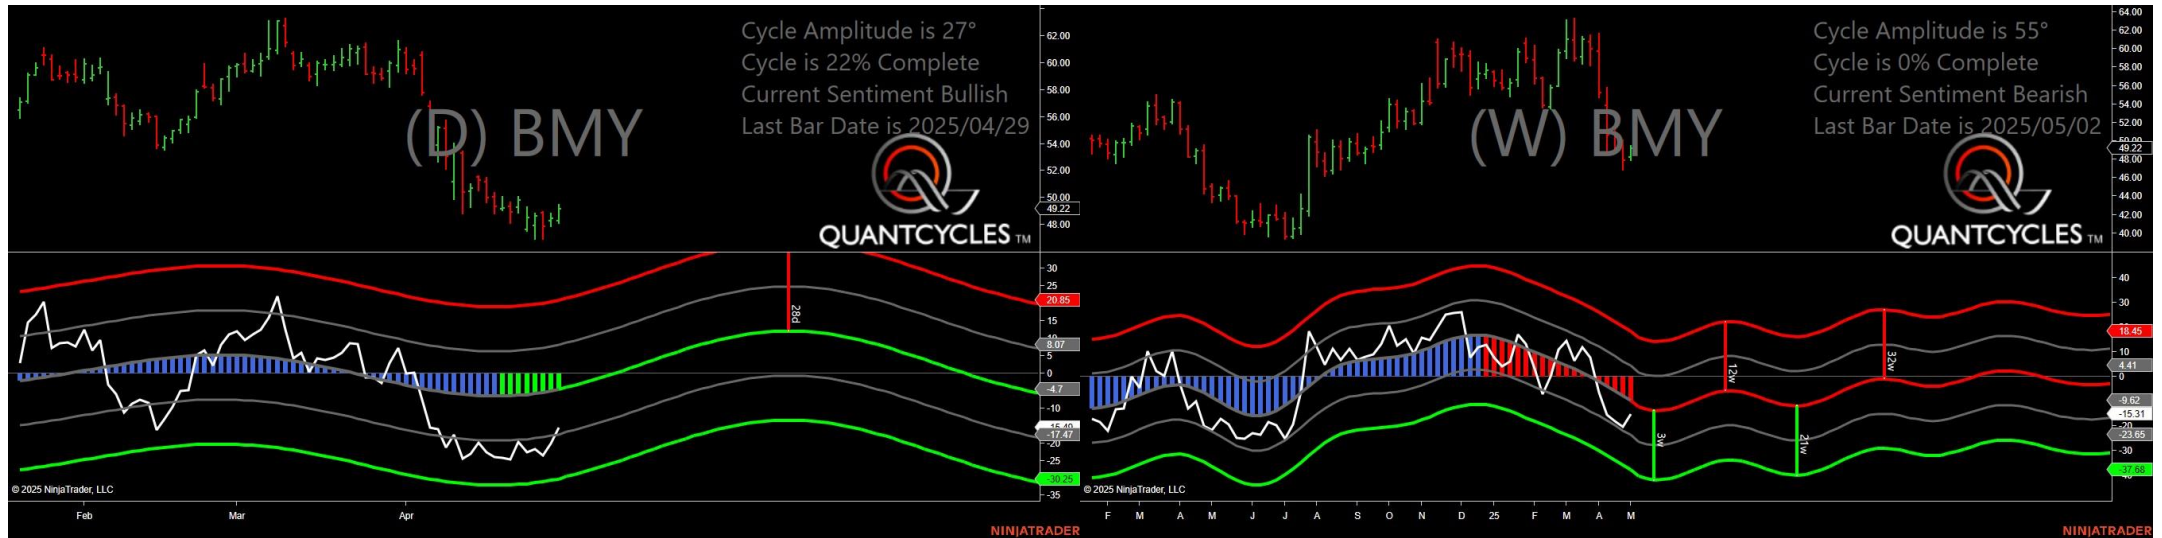 Cycle Amplitude is 27°
Cycle is 22% Complete
Current Sentiment Bullish
Last Bar Date is 2025/04/29
(D) BMY
QUANTCYCLES TM
62.00
60.00
58.00
56.00
54.00
52.00
50.00
49.22
48.00
30
25
20.85
15
8.07
5
0
-4.7
-10
-17.47
-20
-25
-30.25
-35
28d
© 2025 NinjaTrader, LLC
Feb Mar Apr
NINJATRADER
Cycle Amplitude is 55°
Cycle is 0% Complete
Current Sentiment Bearish
Last Bar Date is 2025/05/02
(W) BMY
QUANTCYCLES TM
64.00
62.00
60.00
58.00
56.00
54.00
52.00
50.00
49.22
48.00
46.00
44.00
42.00
40.00
40
30
18.45
10
4.41
0
-9.62
-15.31
-20
-23.65
-30
-37.68
3w
12w
21w
32w
© 2025 NinjaTrader, LLC
F M A M J J A S O N D 25 F M A M
NINJATRADER